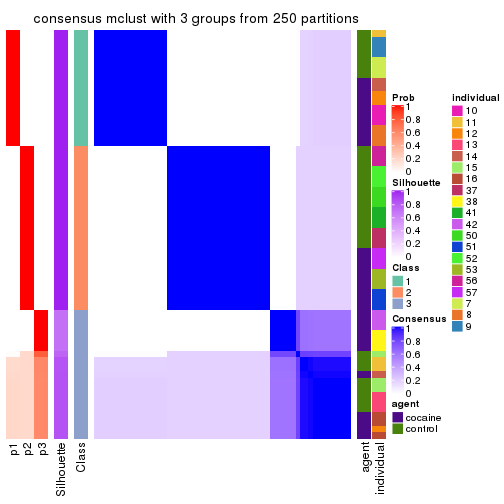 consensus mclust with 3 groups from 250 partitions
Prob
1
0.8
0.6
0.4
0.2
0
Silhouette
1
0.8
0.6
0.4
0.2
0
Class
1
2
3
Consensus
1
0.8
0.6
0.4
0.2
0
agent
cocaine
control
individual
10
11
12
13
14
15
16
37
38
41
42
50
51
52
53
56
57
7
8
9
p1
p2
p3
Silhouette
Class
agent
individual